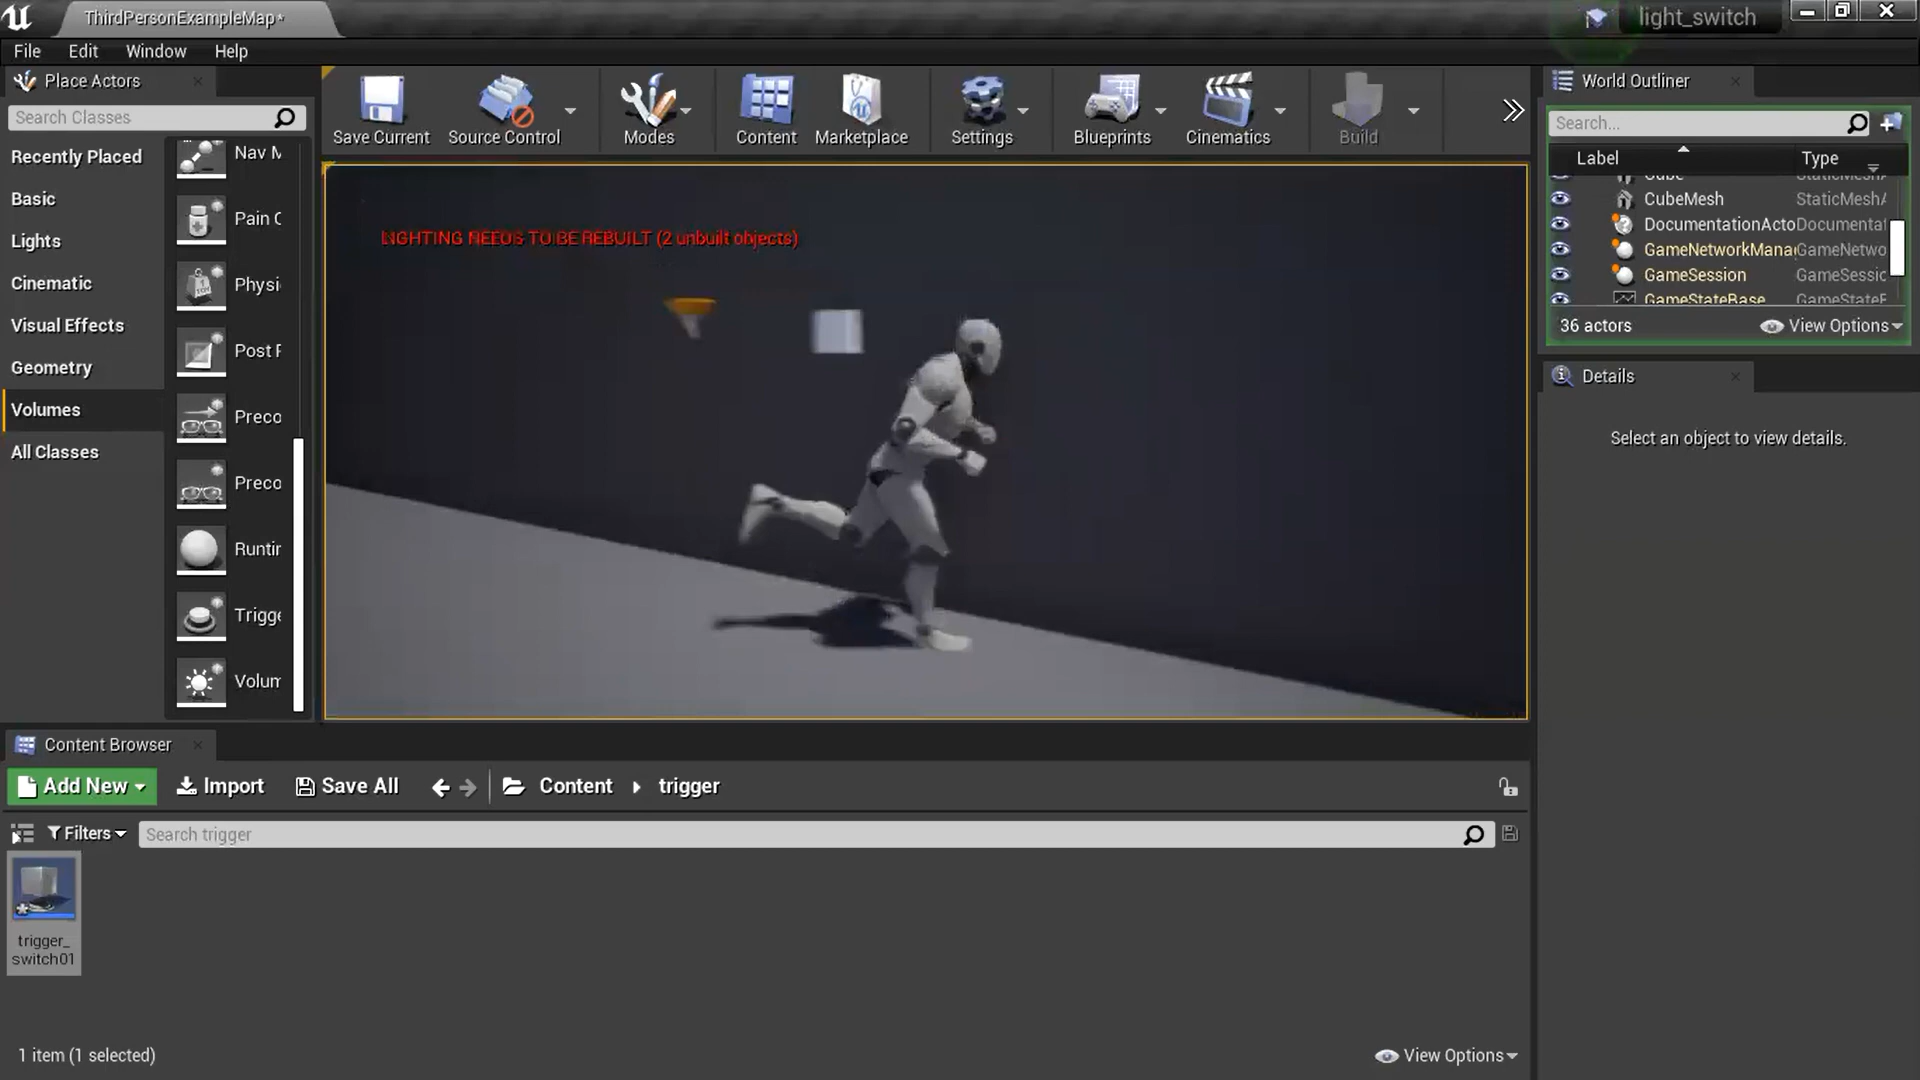 ThirdPersonExampleMap*
light_switch
File Edit Window Help
Place Actors
Search Classes
Recently Placed
Basic
Lights
Cinematic
Visual Effects
Geometry
Volumes
All Classes
Nav M
Pain C
Physi
Post F
Preco
Preco
Runtir
Trigge
Volum
Save Current
Source Control
Modes
Content
Marketplace
Settings
Blueprints
Cinematics
Build
LIGHTING NEEDS TO BE REBUILT (2 unbuilt objects)
World Outliner
Search...
Label Type
Cube StaticMeshA
CubeMesh StaticMeshA
DocumentationActo Documentat
GameNetworkMana GameNetwo
GameSession GameSessic
GameStateBase GameStateB
36 actors View Options
Details
Select an object to view details.
Content Browser
Add New Import Save All Content trigger
Filters Search trigger
trigger_
switch01
1 item (1 selected) View Options